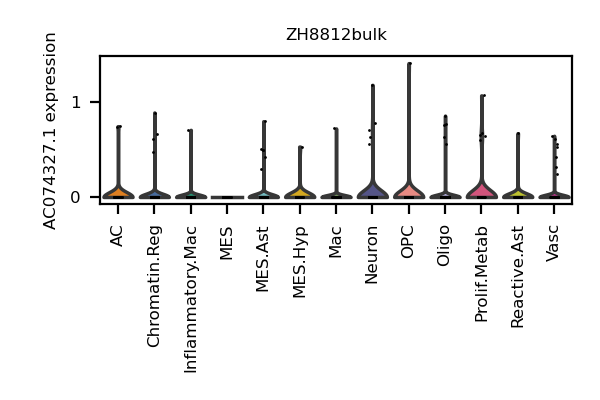 ZH8812bulk
AC074327.1 expression
1
0
AC
Chromatin.Reg
Inflammatory.Mac
MES
MES.Ast
MES.Hyp
Mac
Neuron
OPC
Oligo
Prolif.Metab
Reactive.Ast
Vasc